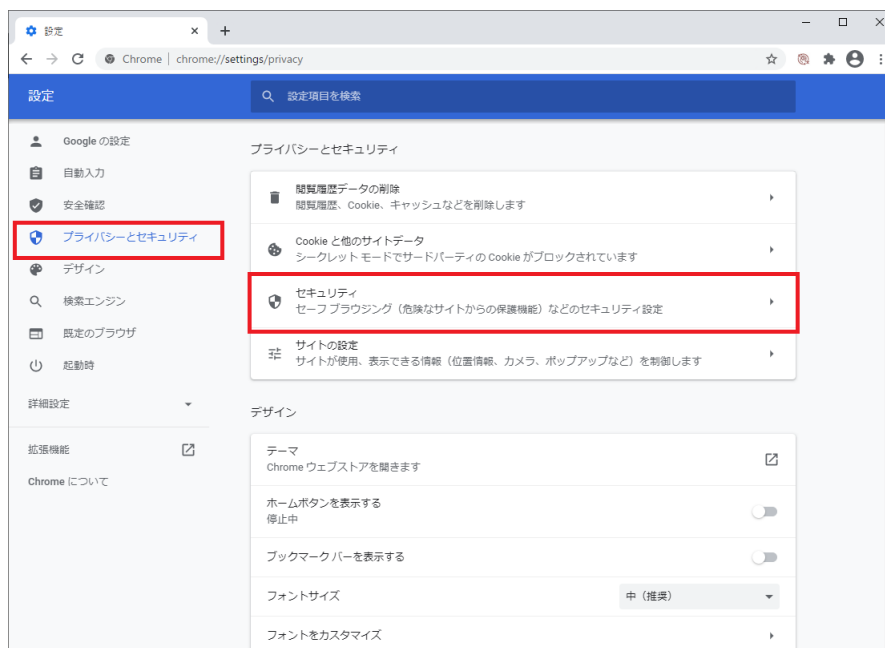 設定
Chrome | chrome://settings/privacy
設定
設定項目を検索
Google の設定
自動入力
安全確認
プライバシーとセキュリティ
デザイン
検索エンジン
既定のブラウザ
起動時
詳細設定
拡張機能
Chrome について
プライバシーとセキュリティ
閲覧履歴データの削除
閲覧履歴、Cookie、キャッシュなどを削除します
Cookie と他のサイトデータ
シークレット モードでサードパーティの Cookie がブロックされています
セキュリティ
セーフ ブラウジング（危険なサイトからの保護機能）などのセキュリティ設定
サイトの設定
サイトが使用、表示できる情報（位置情報、カメラ、ポップアップなど）を制御します
デザイン
テーマ
Chrome ウェブストアを開きます
ホームボタンを表示する
停止中
ブックマーク バーを表示する
フォントサイズ
中（推奨）
フォントをカスタマイズ